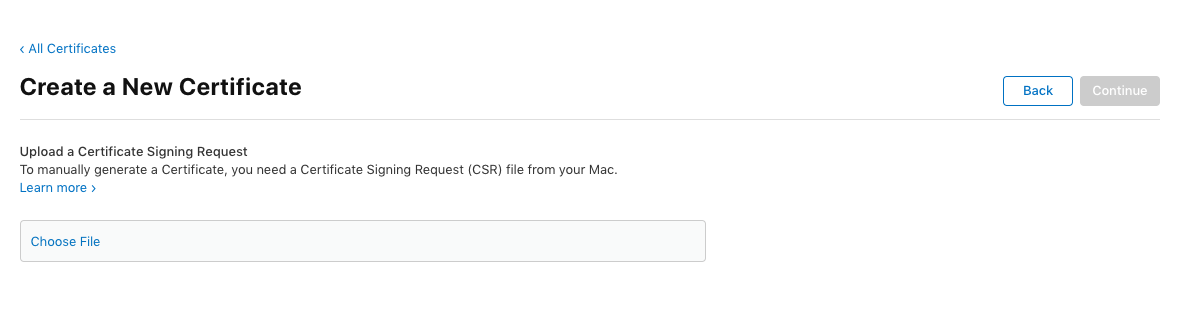 ‹ All Certificates
Create a New Certificate
Back
Continue
Upload a Certificate Signing Request
To manually generate a Certificate, you need a Certificate Signing Request (CSR) file from your Mac.
Learn more ›
Choose File